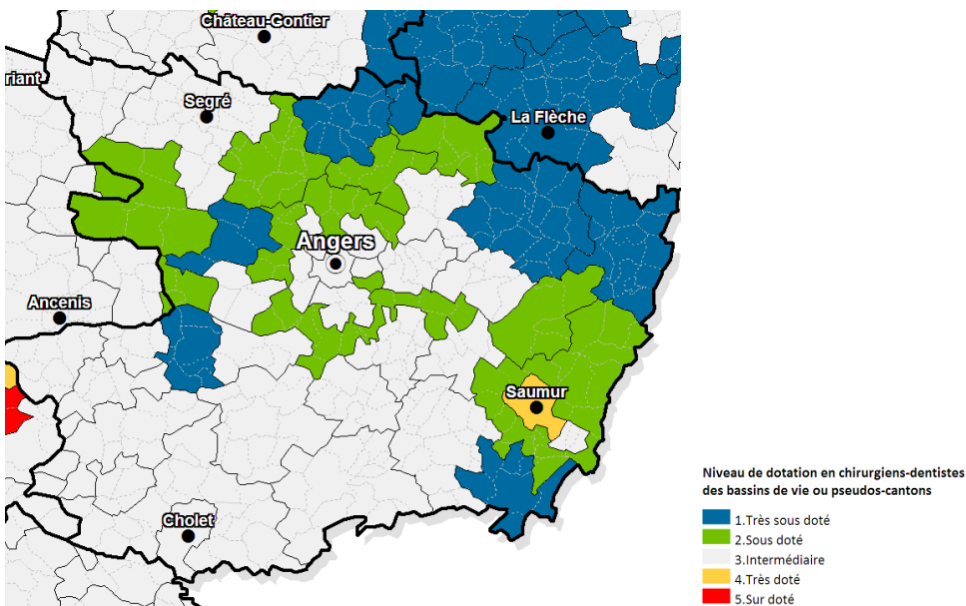 Château-Gontier
riant
Segré
La Flèche
Angers
Ancenis
Saumur
Cholet
Niveau de dotation en chirurgiens-dentistes
des bassins de vie ou pseudos-cantons
1.Très sous doté
2.Sous doté
3.Intermédiaire
4.Très doté
5.Sur doté